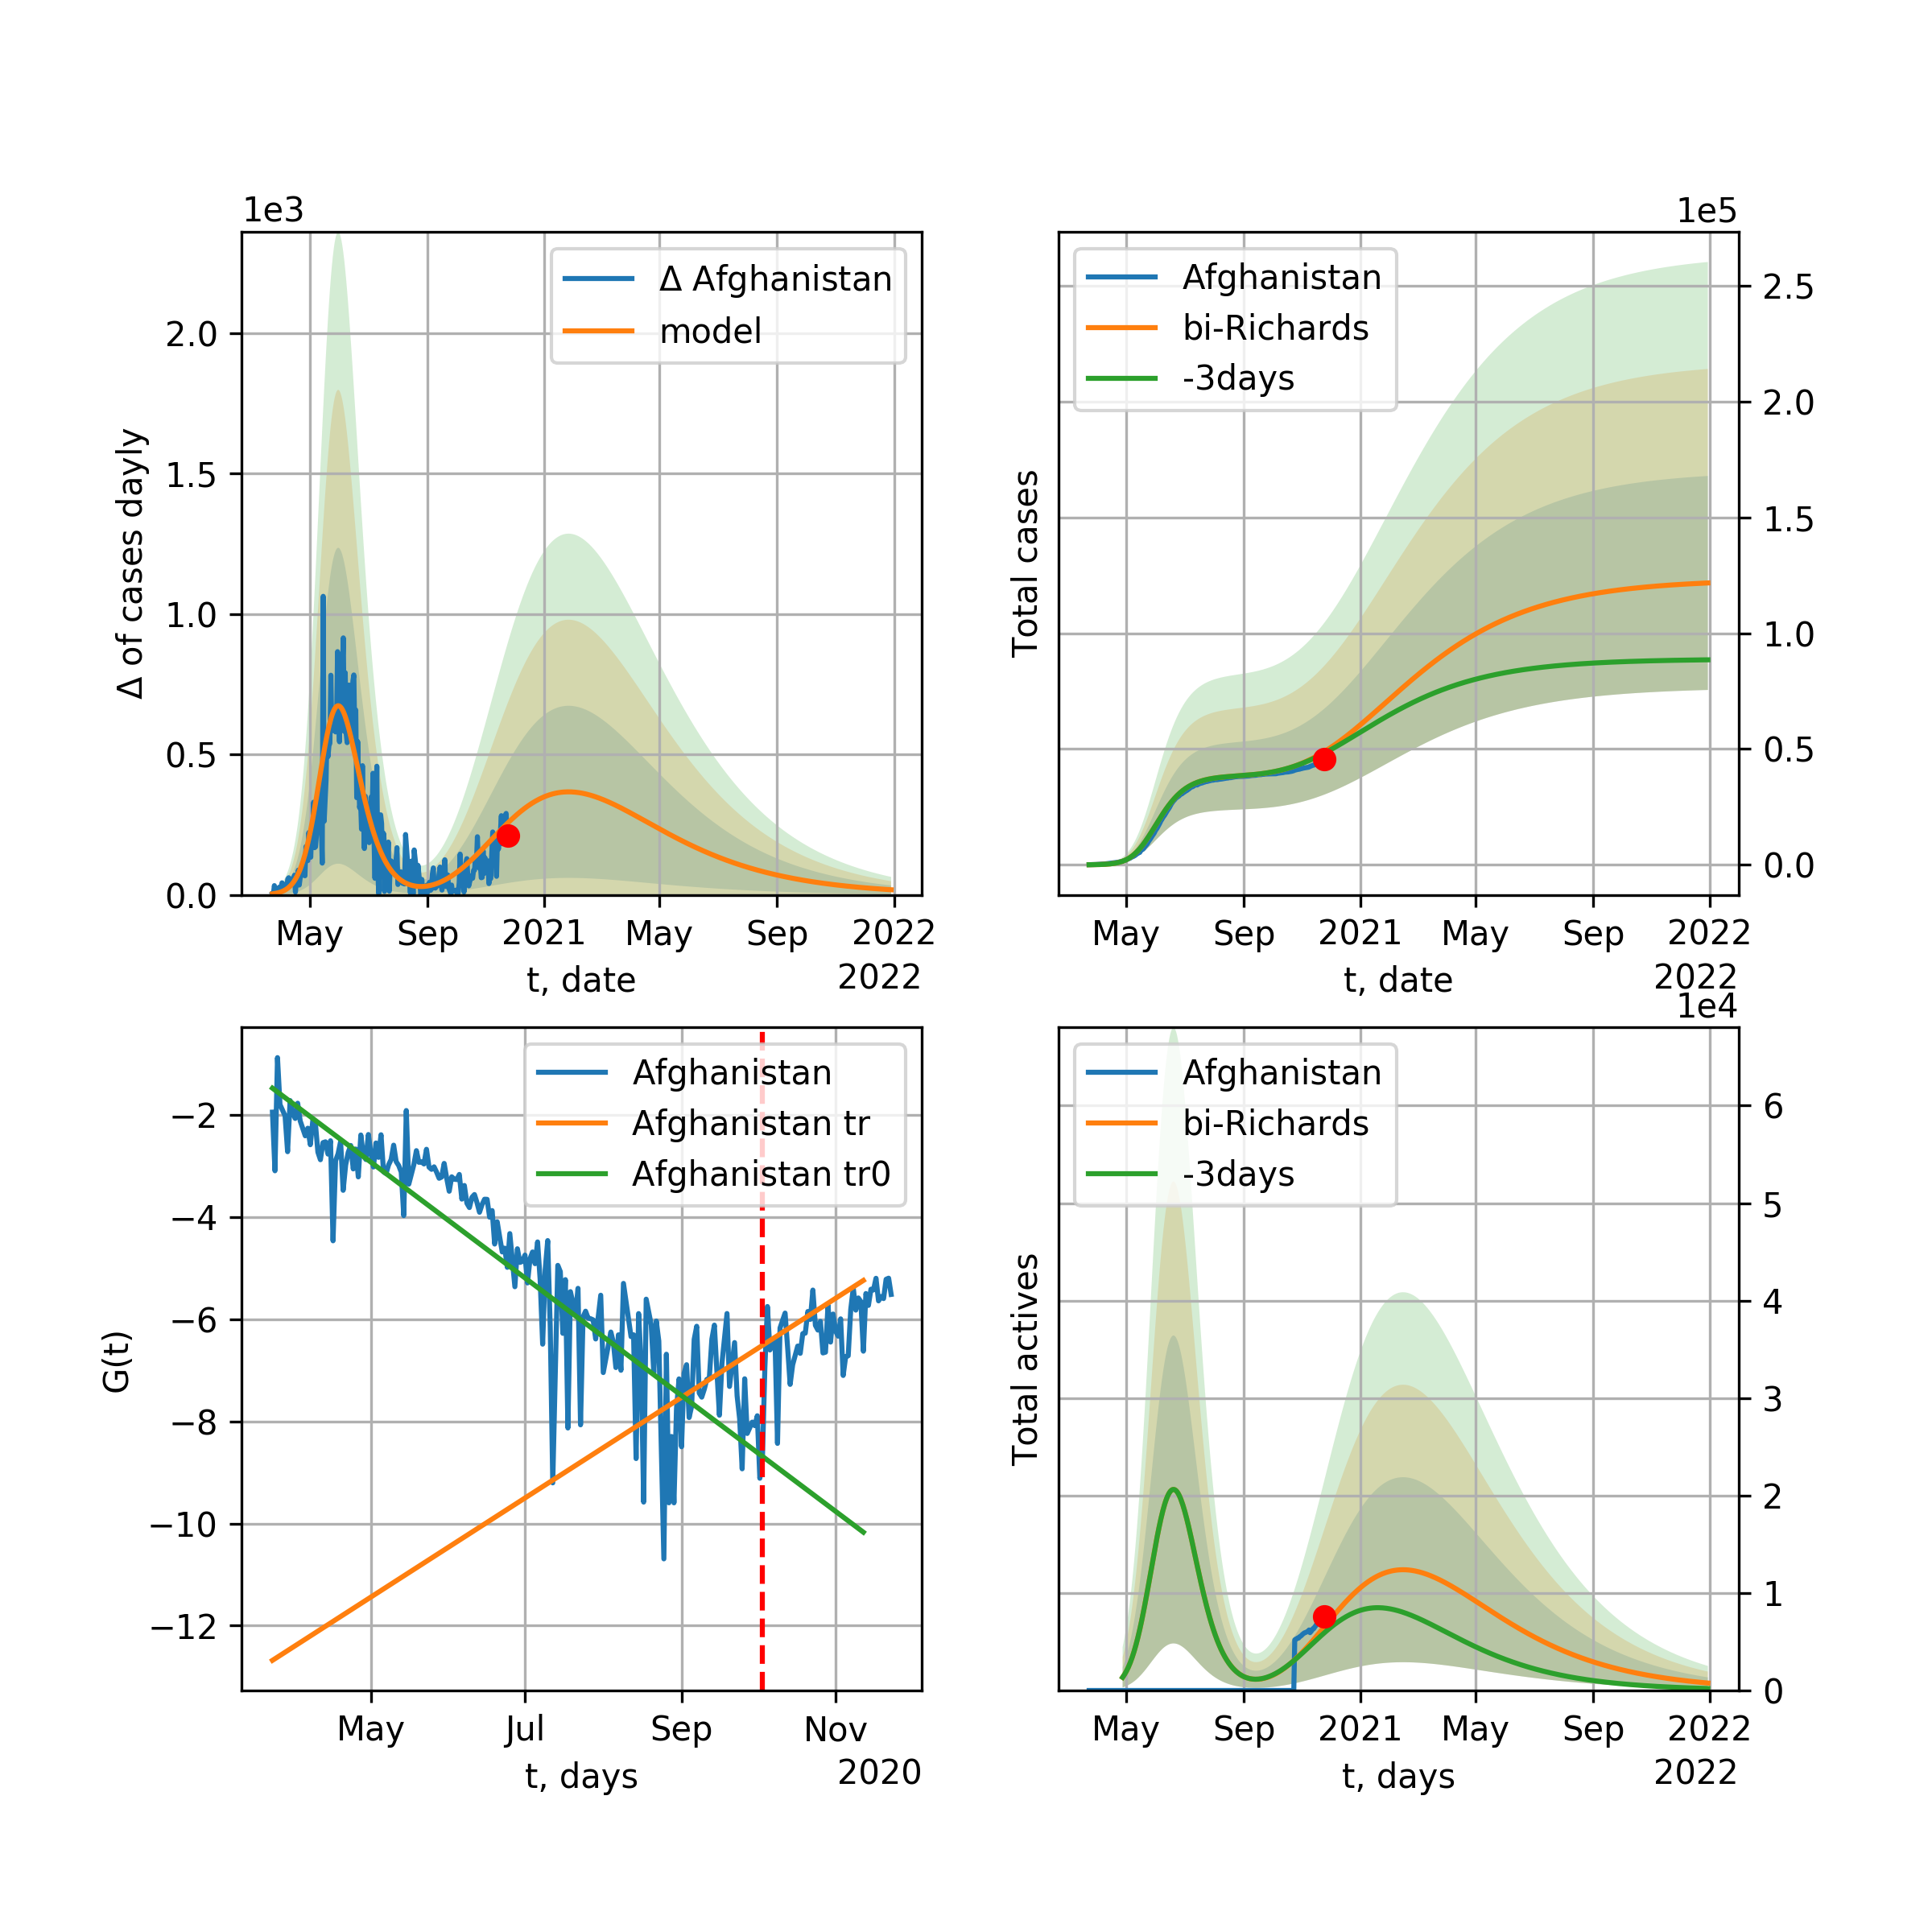 1e3
Δ of cases dayly
2.0
1.5
1.0
0.5
0.0
Δ Afghanistan
model
May Sep 2021 May Sep 2022
t, date
2022
1e5
Total cases
Afghanistan
bi-Richards
-3days
2.5
2.0
1.5
1.0
0.5
0.0
May Sep 2021 May Sep 2022
t, date
2022
G(t)
−2
−4
−6
−8
−10
−12
Afghanistan
Afghanistan tr
Afghanistan tr0
May Jul Sep Nov
t, days
2020
1e4
Total actives
Afghanistan
bi-Richards
-3days
6
5
4
3
2
1
0
May Sep 2021 May Sep 2022
t, days
2022